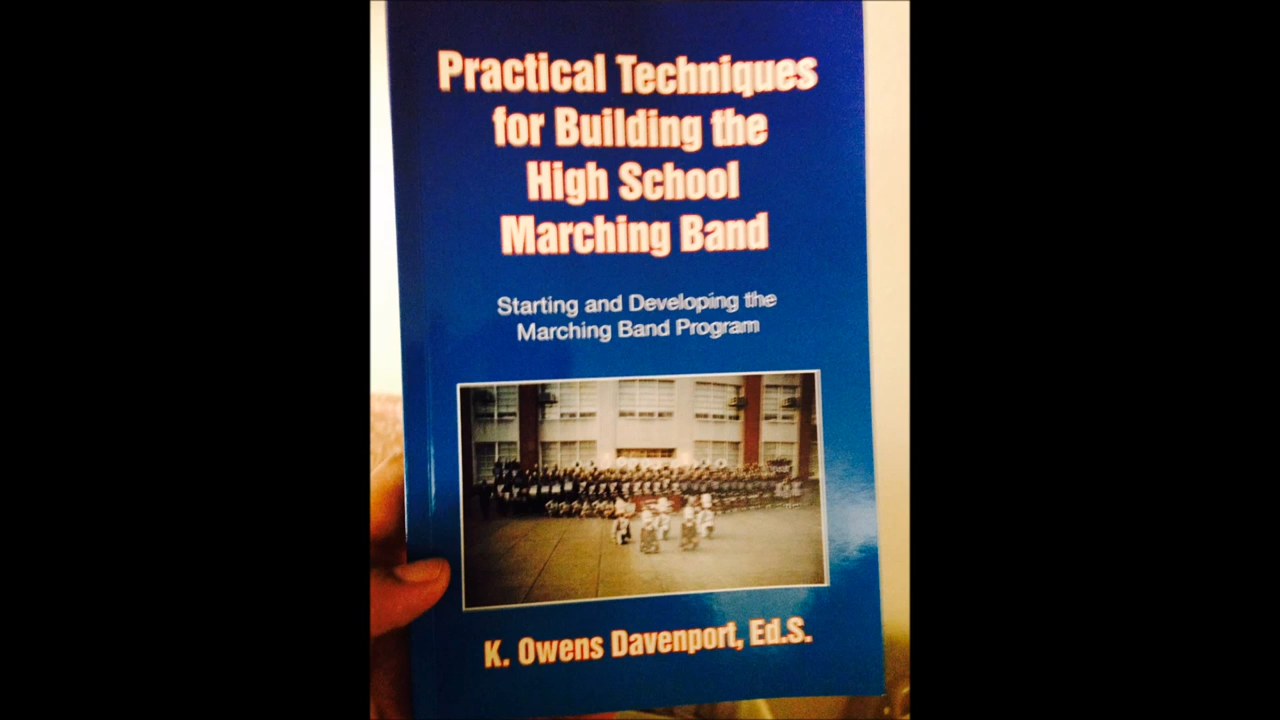 Practical Techniques
for Building the
High School
Marching Band
Starting and Developing the
Marching Band Program
K. Owens Davenport, Ed.S.